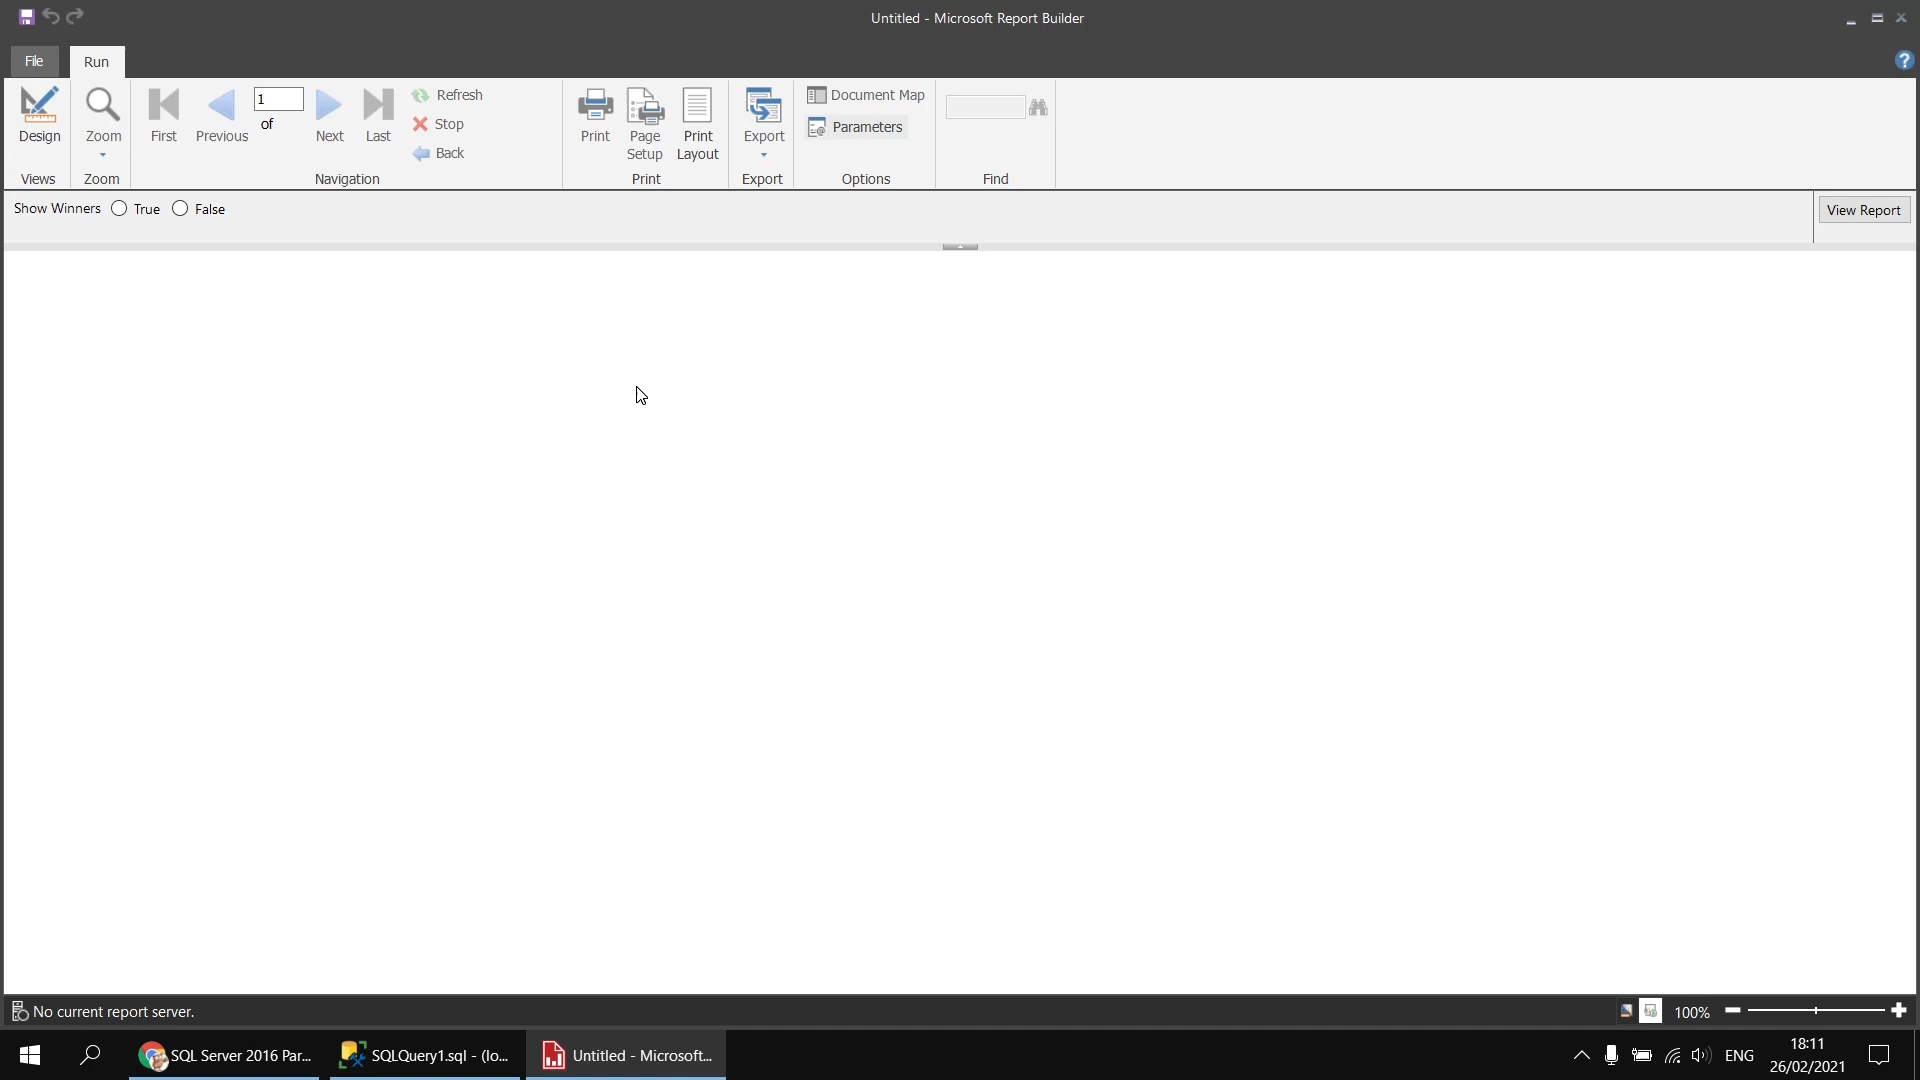 Untitled - Microsoft Report Builder
File
Run
?
Design
Views
Zoom
Zoom
First
Previous
1
of
Next
Last
Refresh
Stop
Back
Navigation
Print
Page
Setup
Print
Layout
Print
Export
Export
Document Map
Parameters
Options
Find
Show Winners
True
False
View Report
No current report server.
100%
SQL Server 2016 Par...
SQLQuery1.sql - (lo...
Untitled - Microsoft...
ENG
18:11
26/02/2021